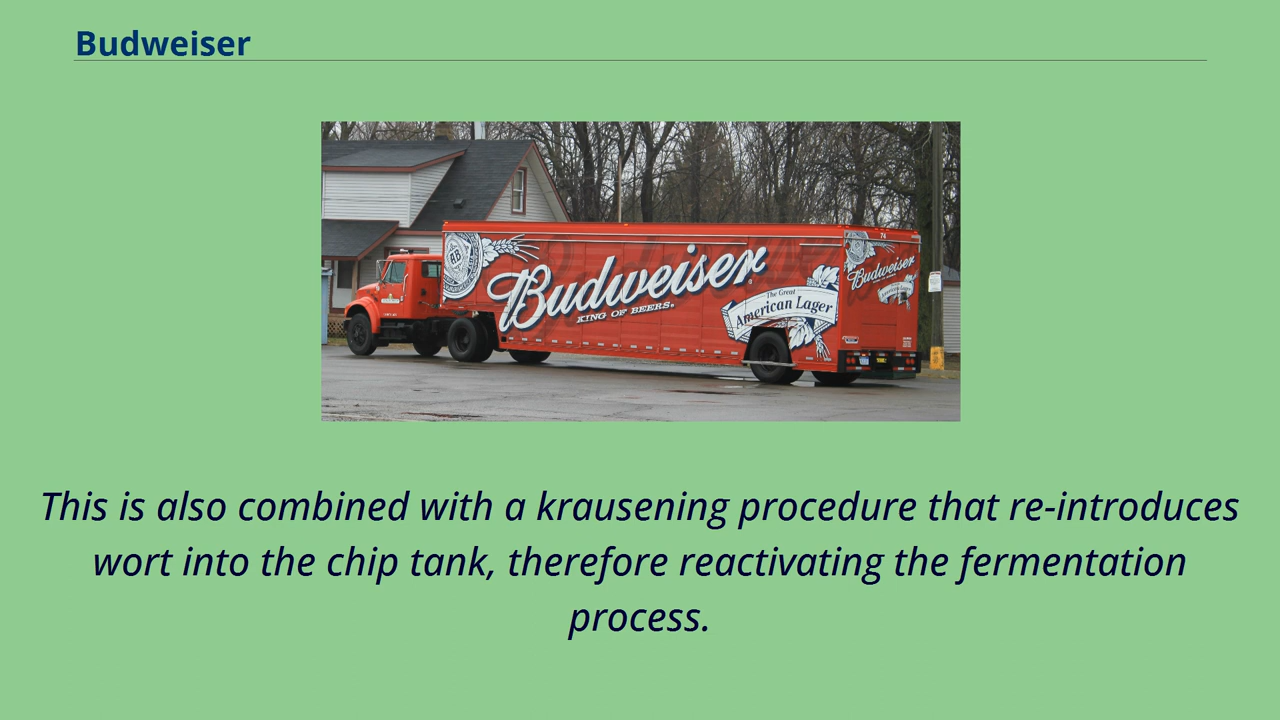 Budweiser
Budweiser
KING OF BEERS.
The Great
American Lager
76
Budweiser
This is also combined with a krausening procedure that re-introduces
wort into the chip tank, therefore reactivating the fermentation
process.